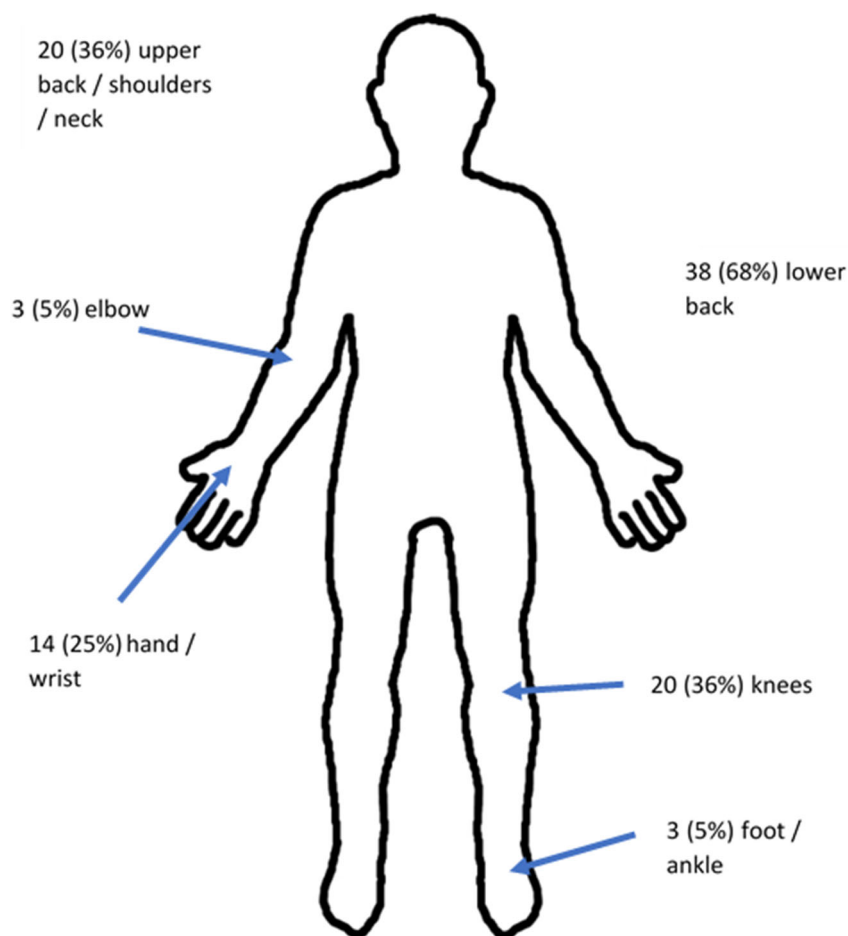 20 (36%) upper
back / shoulders
/ neck
38 (68%) lower
back
3 (5%) elbow
14 (25%) hand /
wrist
20 (36%) knees
3 (5%) foot /
ankle